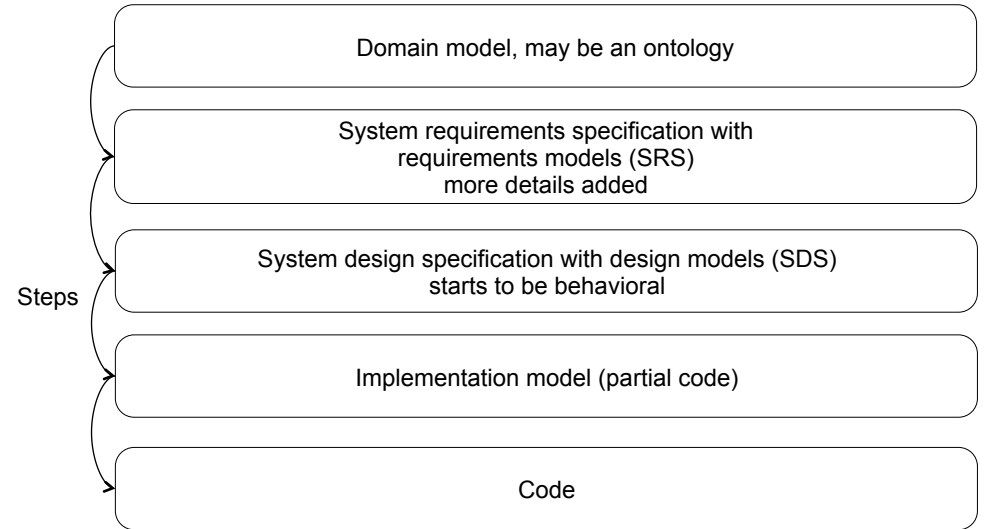 Domain model, may be an ontology
System requirements specification with
requirements models (SRS)
more details added
System design specification with design models (SDS)
starts to be behavioral
Steps
Implementation model (partial code)
Code